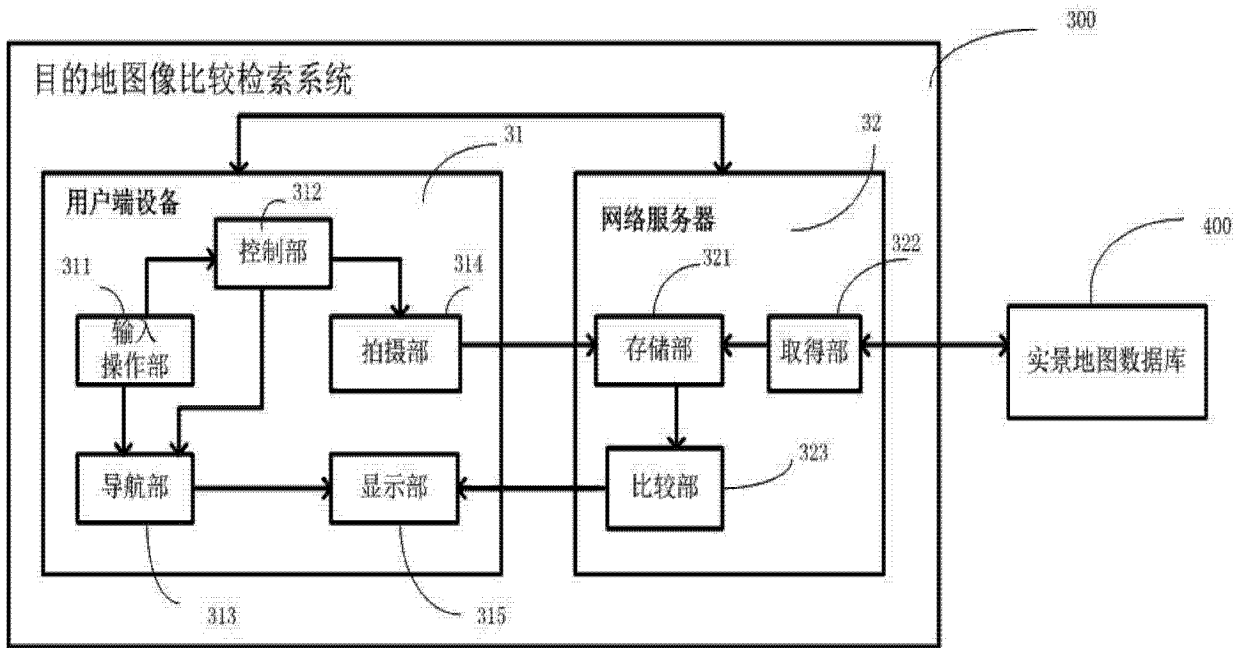 300
目的地图像比较检索系统
31
32
用户端设备
312
网络服务器
400
控制部
311
314
321
322
输入
操作部
拍摄部
存储部
取得部
实景地图数据库
导航部
显示部
比较部
323
313
315